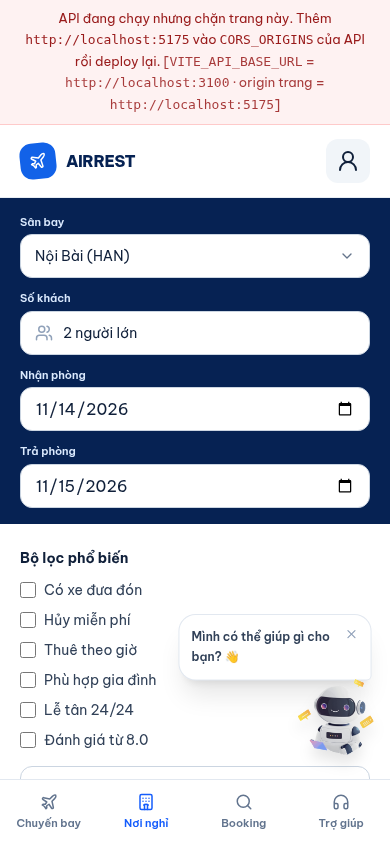 API đang chạy nhưng chặn trang này. Thêm
http://localhost:5175 vào CORS_ORIGINS của API
rồi deploy lại. [VITE_API_BASE_URL =
http://localhost:3100 · origin trang =
http://localhost:5175]
AIRREST
Sân bay
Nội Bài (HAN)
Số khách
2 người lớn
Nhận phòng
11/14/2026
Trả phòng
11/15/2026
Bộ lọc phổ biến
Có xe đưa đón
Hủy miễn phí
Thuê theo giờ
Phù hợp gia đình
Lễ tân 24/24
Đánh giá từ 8.0
Mình có thể giúp gì cho
bạn? 👋
Chuyến bay
Nơi nghỉ
Booking
Trợ giúp